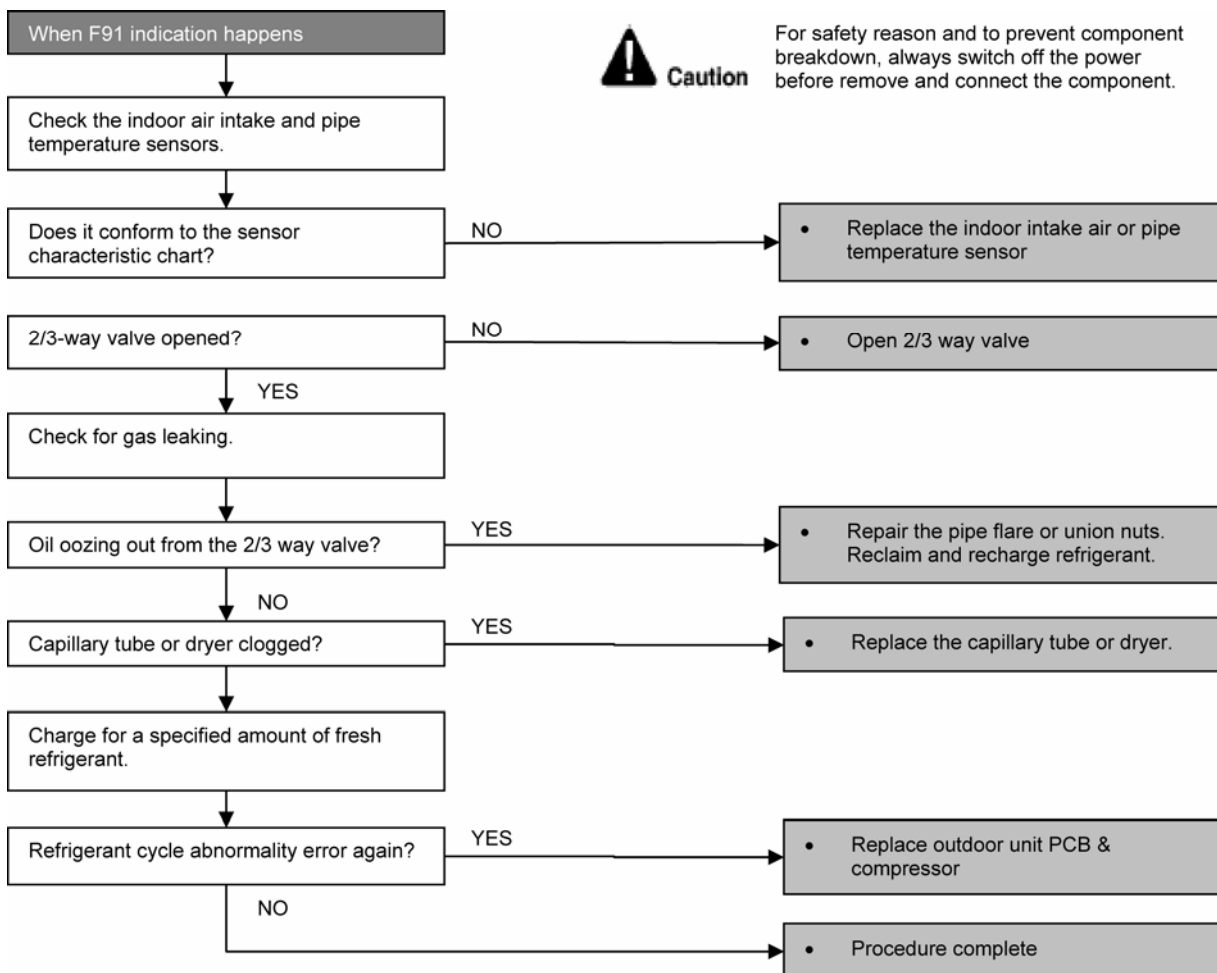 When F91 indication happens
Caution
For safety reason and to prevent component
breakdown, always switch off the power
before remove and connect the component.
Check the indoor air intake and pipe
temperature sensors.
Does it conform to the sensor
characteristic chart?
NO
• Replace the indoor intake air or pipe
temperature sensor
2/3-way valve opened?
NO
• Open 2/3 way valve
YES
Check for gas leaking.
Oil oozing out from the 2/3 way valve?
YES
• Repair the pipe flare or union nuts.
Reclaim and recharge refrigerant.
NO
Capillary tube or dryer clogged?
YES
• Replace the capillary tube or dryer.
Charge for a specified amount of fresh
refrigerant.
Refrigerant cycle abnormality error again?
YES
• Replace outdoor unit PCB &
compressor
NO
• Procedure complete